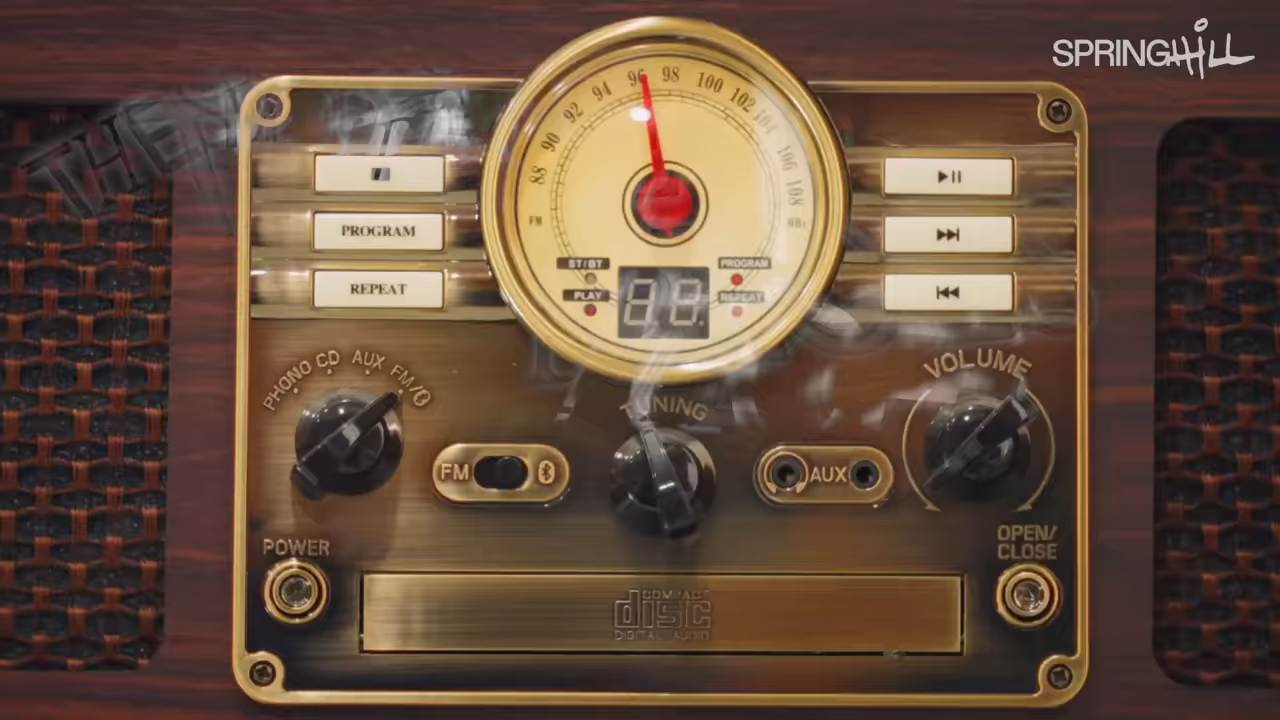 SPRINGHILL
88 90 92 94 96 98 100 102 104 106 108
FM MHz
ST/BT
PROGRAM
PLAY
REPEAT
88.
PROGRAM
REPEAT
PHONO CD AUX FM/
TUNING
VOLUME
FM
AUX
POWER
OPEN/
CLOSE
COMPACT
disc
DIGITAL AUDIO